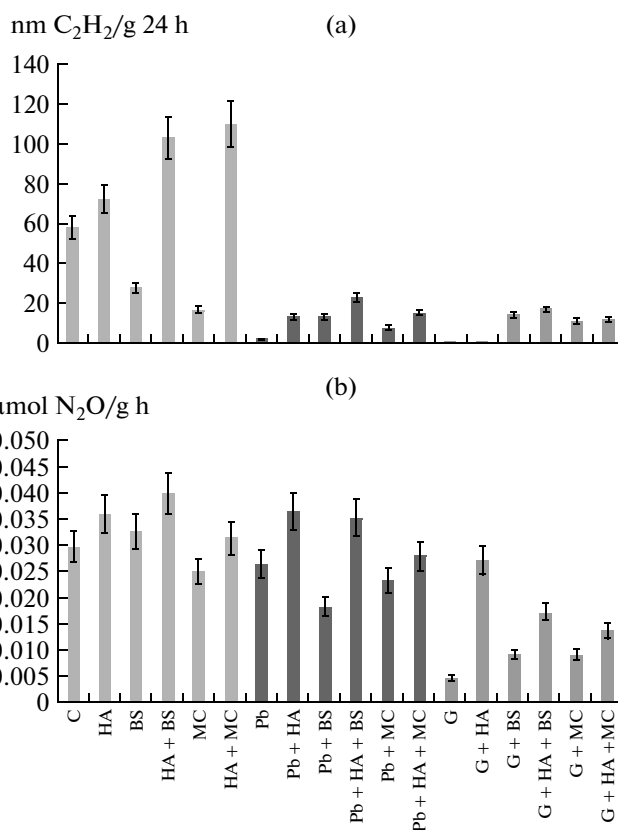 nm C₂H₂/g 24 h (a)
140
120
100
80
60
40
20
0
(b)
μmol N₂O/g h
0.050
0.045
0.040
0.035
0.030
0.025
0.020
0.015
0.010
0.005
0
C
HA
BS
HA + BS
MC
HA + MC
Pb
Pb + HA
Pb + BS
Pb + HA + BS
Pb + MC
Pb + HA + MC
G
G + HA
G + BS
G + HA + BS
G + MC
G + HA +MC